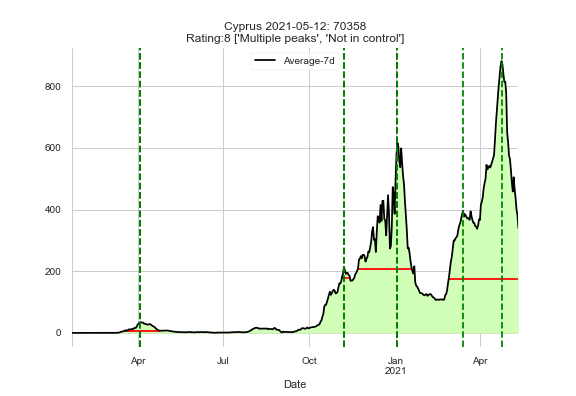 Cyprus 2021-05-12: 70358
Rating:8 ['Multiple peaks', 'Not in control']
Average-7d
800
600
400
200
0
Apr
Jul
Oct
Jan
2021
Apr
Date